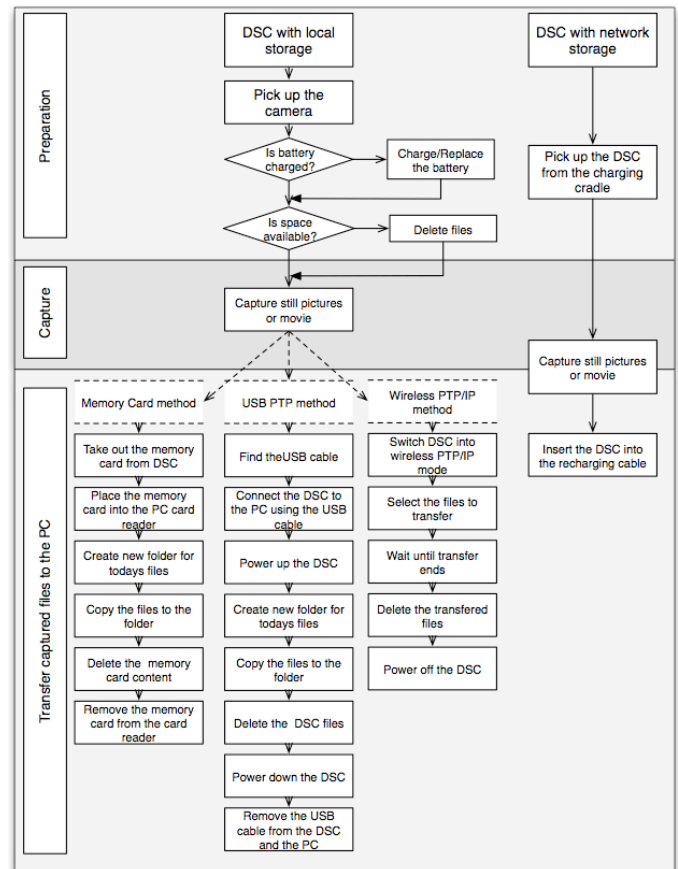 Preparation
DSC with local
storage
Pick up the
camera
Is battery
charged?
Charge/Replace
the battery
Is space
available?
Delete files
DSC with network
storage
Pick up the DSC
from the charging
cradle
Capture
Capture still pictures
or movie
Capture still pictures
or movie
Insert the DSC into
the recharging cable
Transfer captured files to the PC
Memory Card method
Take out the memory
card from DSC
Place the memory
card into the PC card
reader
Create new folder for
todays files
Copy the files to the
folder
Delete the memory
card content
Remove the memory
card from the card
reader
USB PTP method
Find theUSB cable
Connect the DSC to
the PC using the USB
cable
Power up the DSC
Create new folder for
todays files
Copy the files to the
folder
Delete the DSC files
Power down the DSC
Remove the USB
cable from the DSC
and the PC
Wireless PTP/IP
method
Switch DSC into
wireless PTP/IP
mode
Select the files to
transfer
Wait until transfer
ends
Delete the transfered
files
Power off the DSC